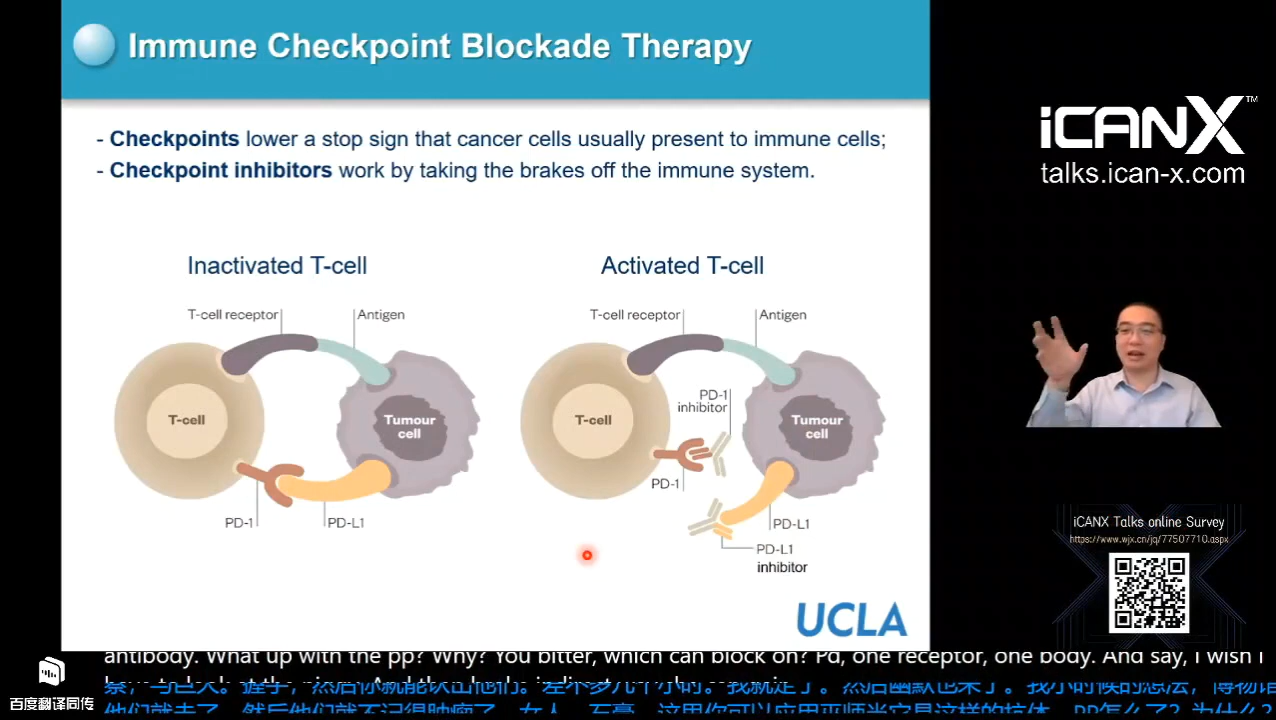 Immune Checkpoint Blockade Therapy
- Checkpoints lower a stop sign that cancer cells usually present to immune cells;
- Checkpoint inhibitors work by taking the brakes off the immune system.
Inactivated T-cell
T-cell receptor
Antigen
T-cell
Tumour
cell
PD-1
PD-L1
Activated T-cell
T-cell receptor
Antigen
PD-1
inhibitor
T-cell
Tumour
cell
PD-1
PD-L1
PD-L1
inhibitor
UCLA
iCANX™
talks.ican-x.com
iCANX Talks online Survey
https://www.wjx.cn/jq/77507710.aspx
antibody. What up with the pp? Why? You bitter, which can block on? Pd, one receptor, one body. And say, I wish I
百度翻译同传